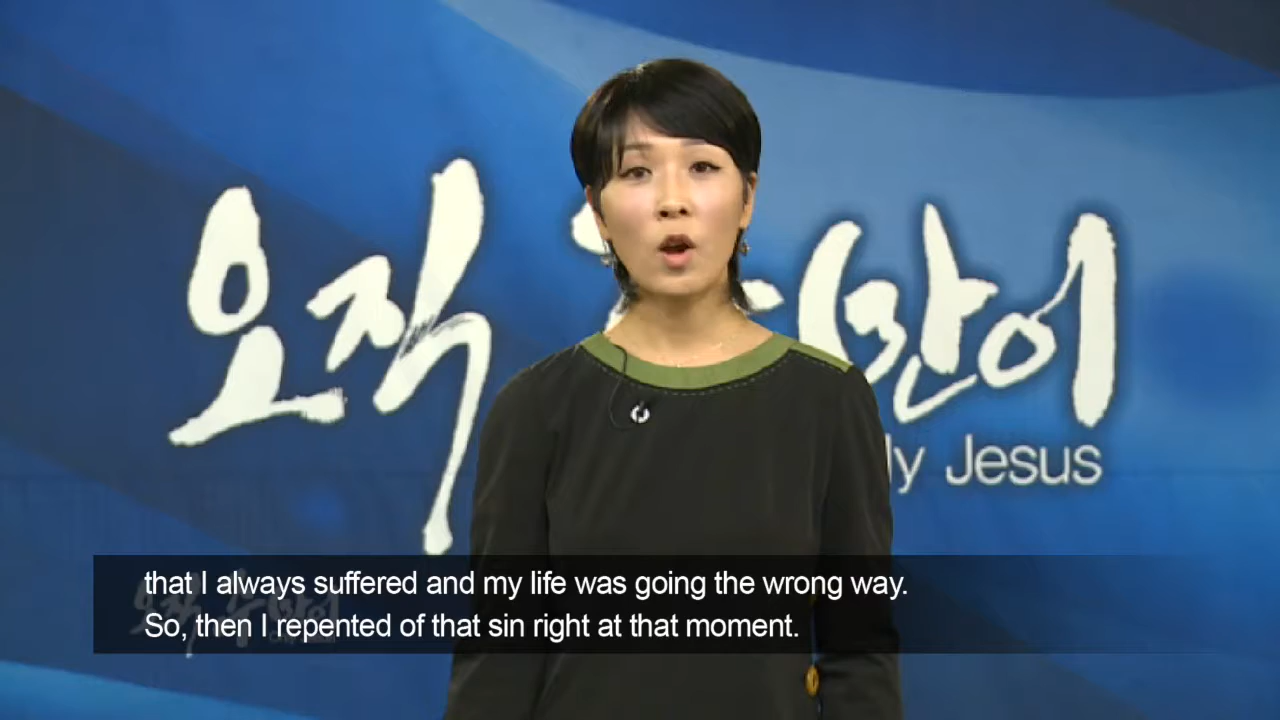 오직 만이
ly Jesus
that I always suffered and my life was going the wrong way.
So, then I repented of that sin right at that moment.